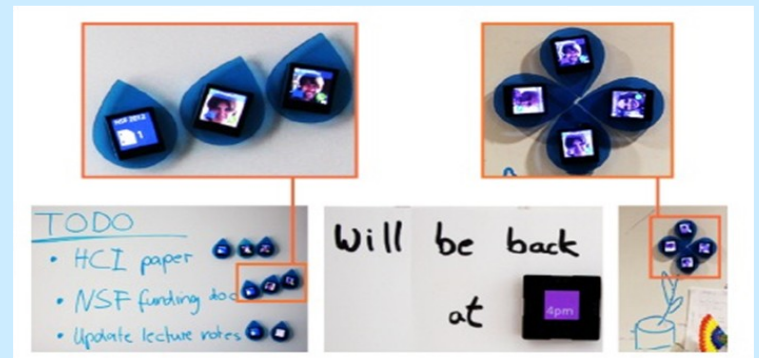 NSF 2012
1
TODO
• HCI paper
• NSF funding doc
• Update lecture notes
Will be back
at 4pm